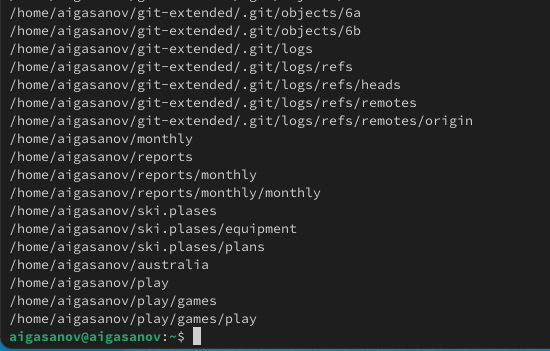 /home/aigasanov/git-extended/.git/objects/6a
/home/aigasanov/git-extended/.git/objects/6b
/home/aigasanov/git-extended/.git/logs
/home/aigasanov/git-extended/.git/logs/refs
/home/aigasanov/git-extended/.git/logs/refs/heads
/home/aigasanov/git-extended/.git/logs/refs/remotes
/home/aigasanov/git-extended/.git/logs/refs/remotes/origin
/home/aigasanov/monthly
/home/aigasanov/reports
/home/aigasanov/reports/monthly
/home/aigasanov/reports/monthly/monthly
/home/aigasanov/ski.plases
/home/aigasanov/ski.plases/equipment
/home/aigasanov/ski.plases/plans
/home/aigasanov/australia
/home/aigasanov/play
/home/aigasanov/play/games
/home/aigasanov/play/games/play
aigasanov@aigasanov:~$